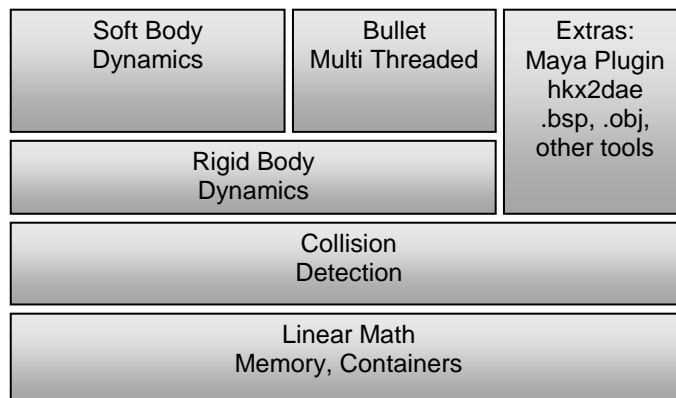 Soft Body
Dynamics
Bullet
Multi Threaded
Extras:
Maya Plugin
hkx2dae
.bsp, .obj,
other tools
Rigid Body
Dynamics
Collision
Detection
Linear Math
Memory, Containers